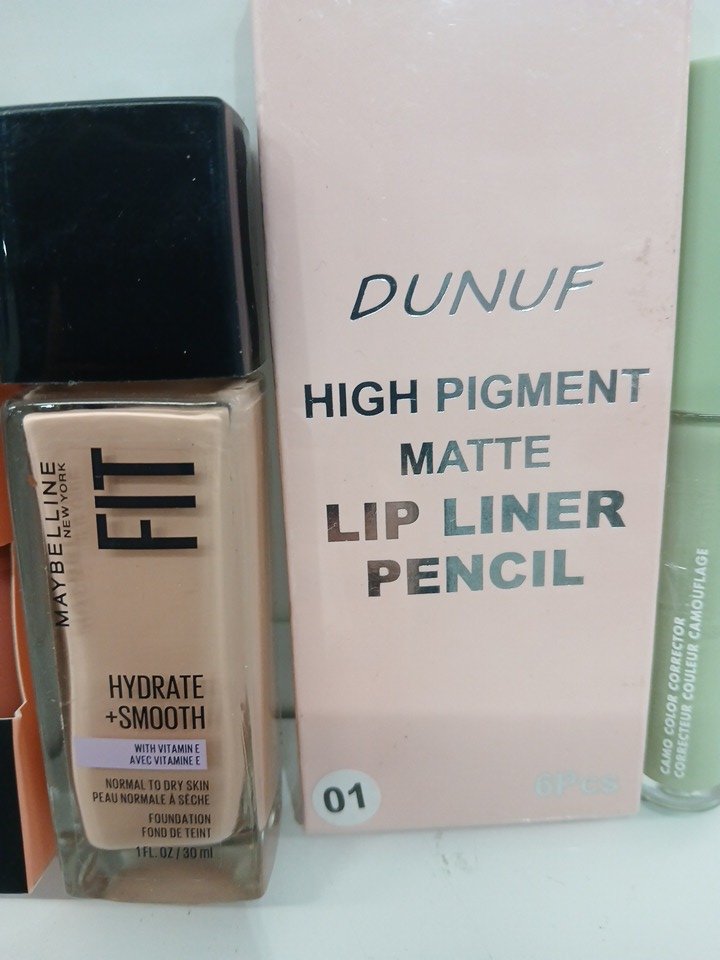 MAYBELLINE
NEW YORK
FIT
HYDRATE
+SMOOTH
WITH VITAMIN E
AVEC VITAMINE E
NORMAL TO DRY SKIN
PEAU NORMALE À SÈCHE
FOUNDATION
FOND DE TEINT
1 FL. OZ / 30 ml
DUNUF
HIGH PIGMENT
MATTE
LIP LINER
PENCIL
01
6Pcs
CAMO COLOR CORRECTOR
CORRECTEUR COULEUR CAMOUFLAGE